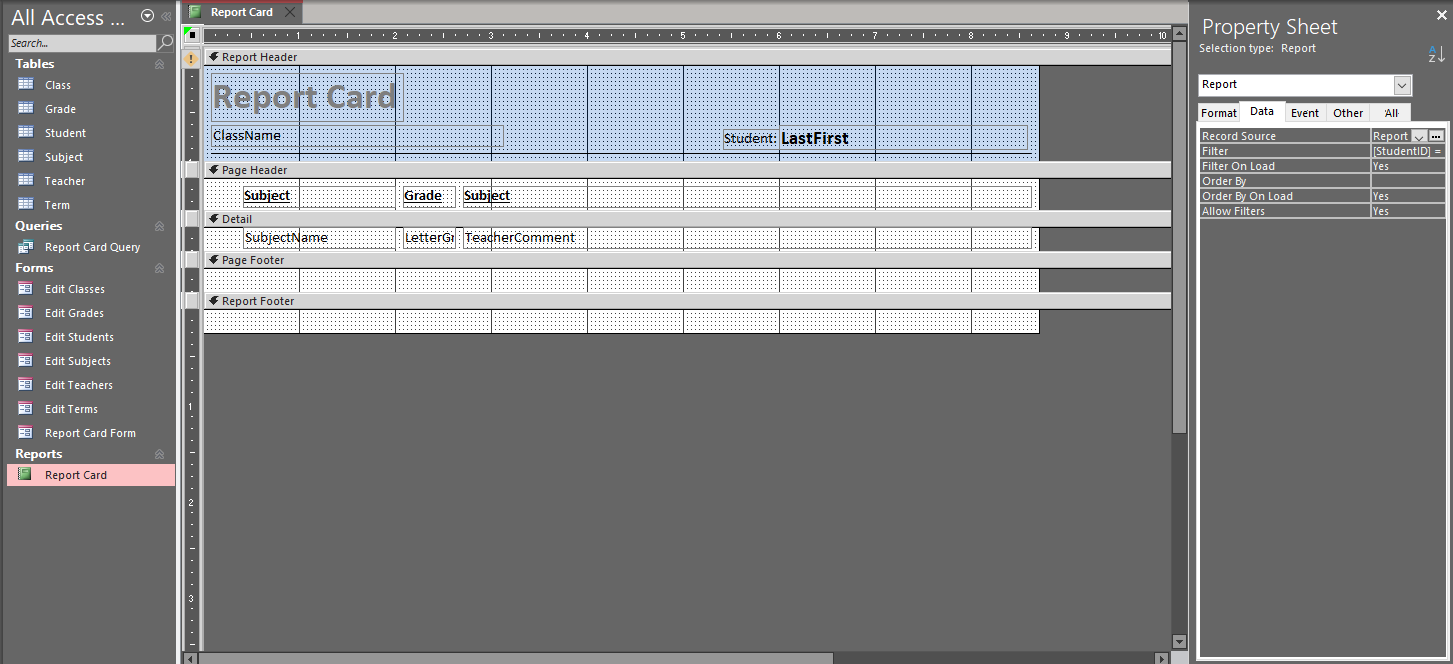 All Access ...
Search...
Tables
Class
Grade
Student
Subject
Teacher
Term
Queries
Report Card Query
Forms
Edit Classes
Edit Grades
Edit Students
Edit Subjects
Edit Teachers
Edit Terms
Report Card Form
Reports
Report Card
Report Card
1 2 3 4 5 6 7 8 9 10
Report Header
Report Card
ClassName
Student: LastFirst
Page Header
Subject Grade Subject
Detail
SubjectName LetterGr TeacherComment
Page Footer
Report Footer
1
2
3
Property Sheet
Selection type: Report
A
Z
Report
Format Data Event Other All
Record Source Report
Filter [StudentID] =
Filter On Load Yes
Order By
Order By On Load Yes
Allow Filters Yes